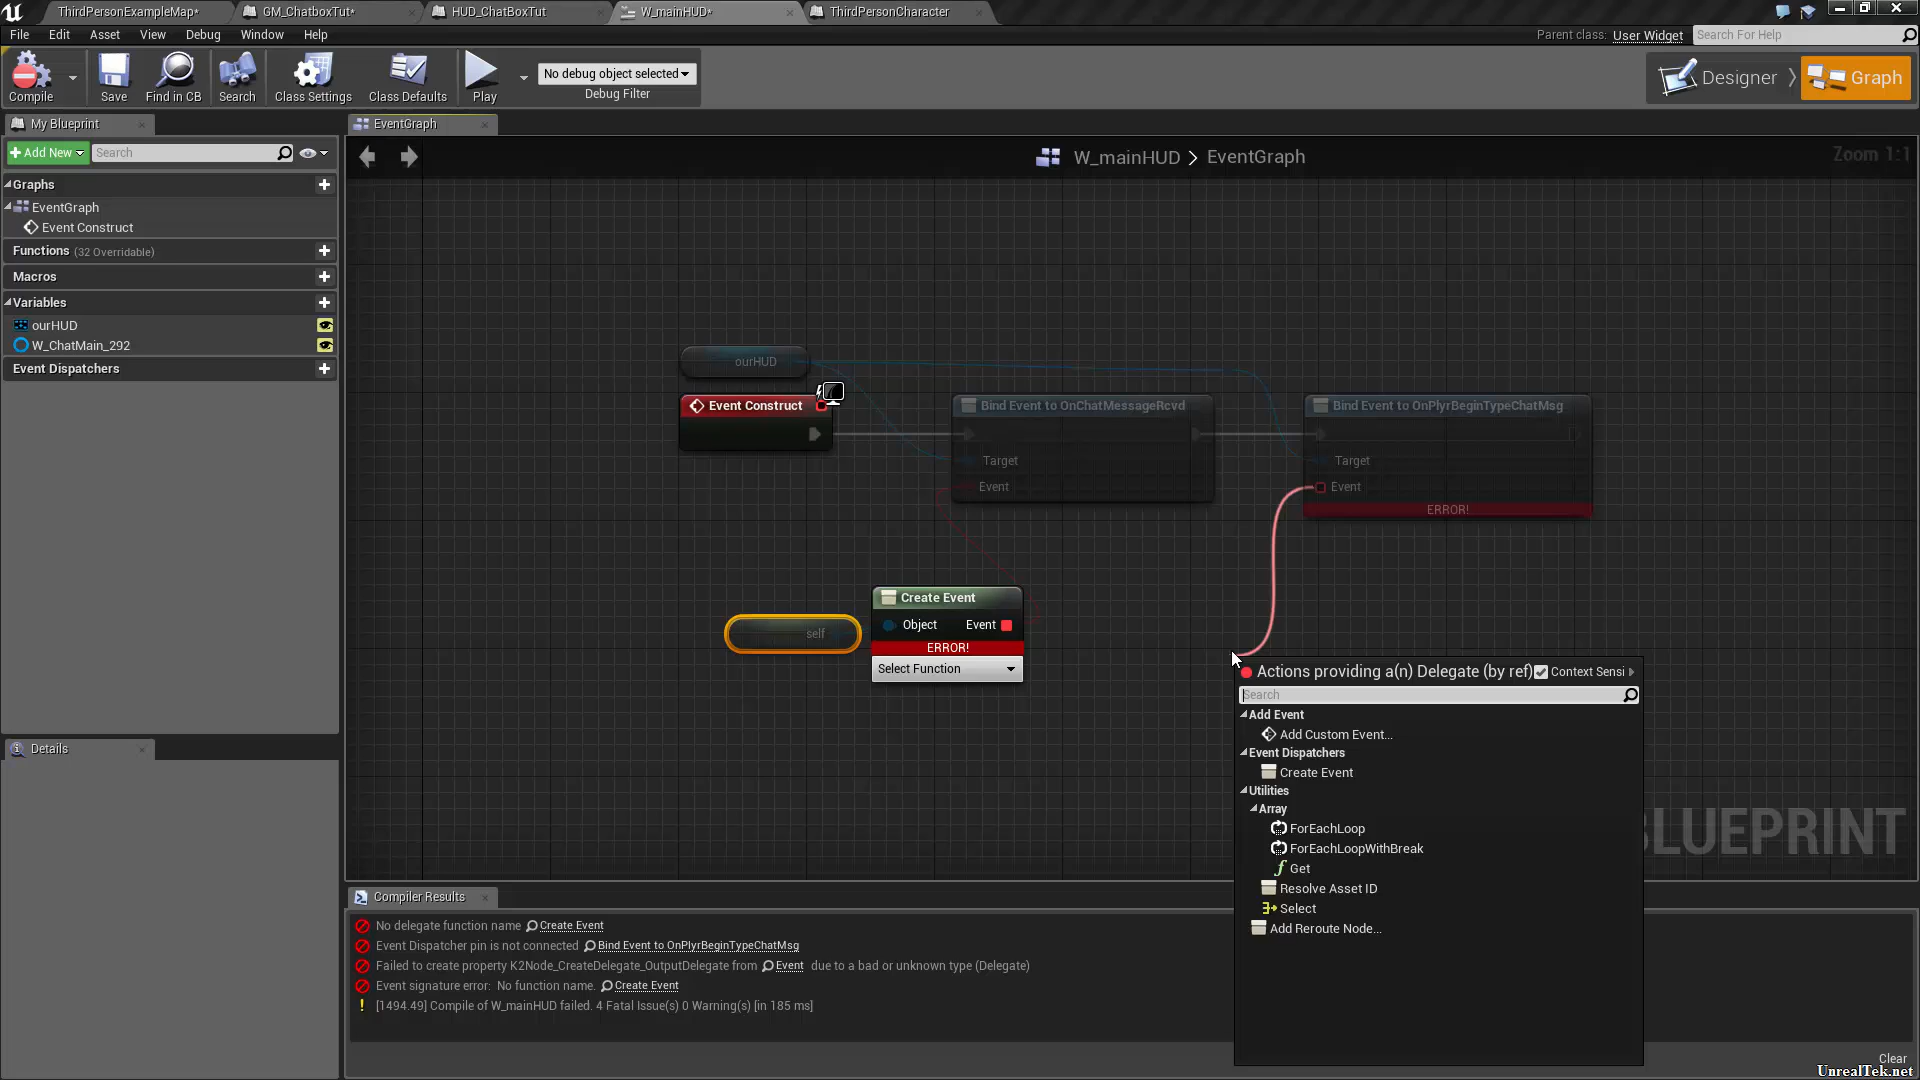 ThirdPersonExampleMap*
GM_ChatboxTut*
HUD_ChatBoxTut
W_mainHUD*
ThirdPersonCharacter
File Edit Asset View Debug Window Help
Parent class: User Widget
Search For Help
Compile
Save
Find in CB
Search
Class Settings
Class Defaults
Play
No debug object selected
Debug Filter
Designer
Graph
My Blueprint
EventGraph
Add New
Search
W_mainHUD > EventGraph
Zoom 1:1
Graphs
EventGraph
Event Construct
Functions (32 Overridable)
Macros
Variables
ourHUD
W_ChatMain_292
Event Dispatchers
Details
ourHUD
Event Construct
Bind Event to OnChatMessageRcvd
Target
Event
Bind Event to OnPlyrBeginTypeChatMsg
Target
Event
ERROR!
self
Create Event
Object Event
ERROR!
Select Function
Actions providing a(n) Delegate (by ref)
Context Sensi
Search
Add Event
Add Custom Event...
Event Dispatchers
Create Event
Utilities
Array
ForEachLoop
ForEachLoopWithBreak
Get
Resolve Asset ID
Select
Add Reroute Node...
BLUEPRINT
Compiler Results
No delegate function name Create Event
Event Dispatcher pin is not connected Bind Event to OnPlyrBeginTypeChatMsg
Failed to create property K2Node_CreateDelegate_OutputDelegate from Event due to a bad or unknown type (Delegate)
Event signature error: No function name. Create Event
[1494.49] Compile of W_mainHUD failed. 4 Fatal Issue(s) 0 Warning(s) [in 185 ms]
Clear
UnrealTek.net